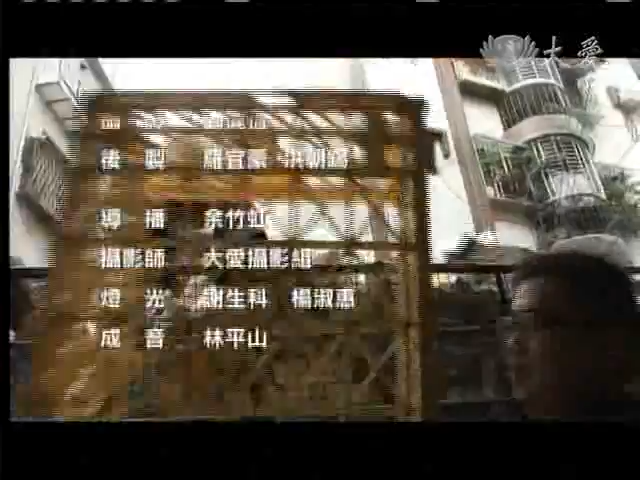 大愛
後製 羅宜豪 洪朝鴻
導播 余竹虹
攝影師 大愛攝影組
燈光 謝生科 楊淑惠
成音 林平山